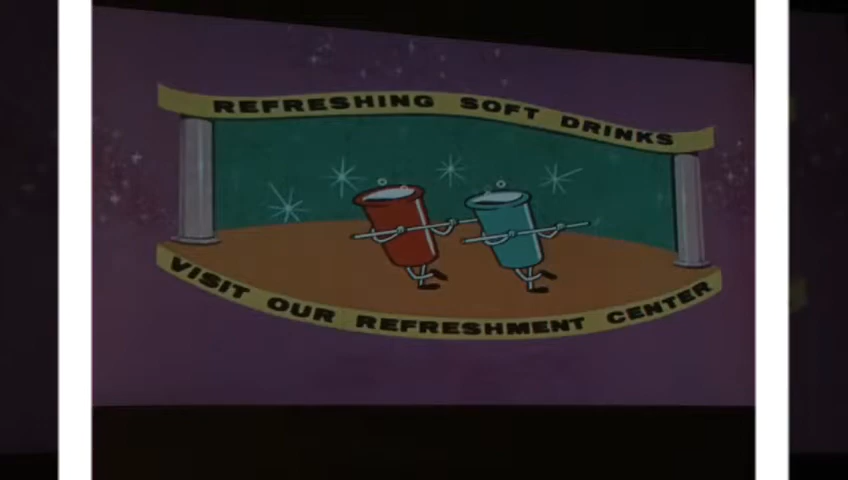 REFRESHING SOFT DRINKS
VISIT OUR REFRESHMENT CENTER